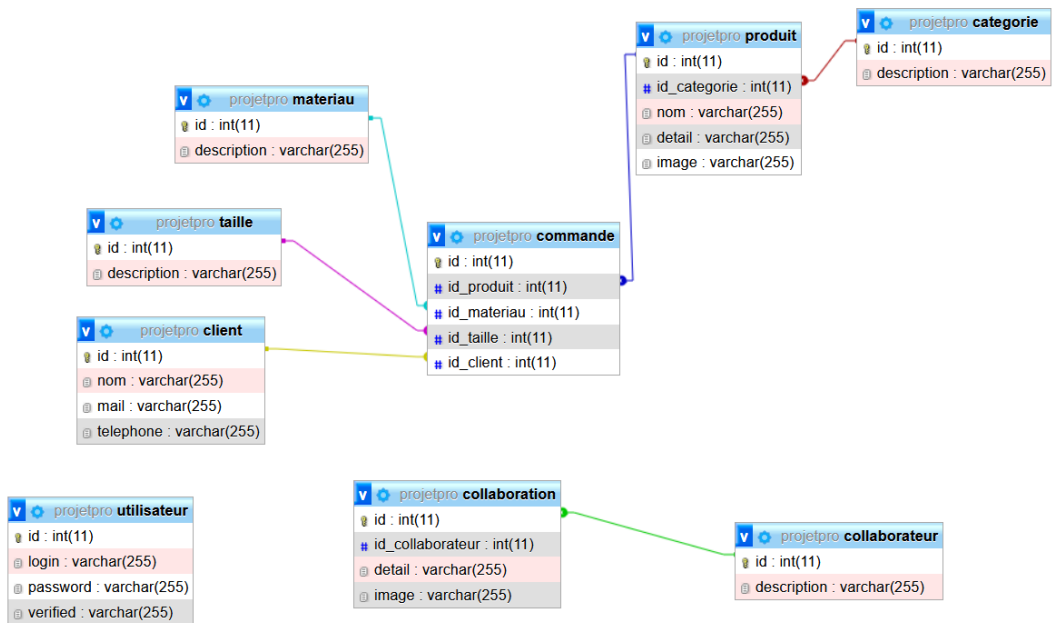 projetpro categorie
id : int(11)
description : varchar(255)
projetpro produit
id : int(11)
id_categorie : int(11)
nom : varchar(255)
detail : varchar(255)
image : varchar(255)
projetpro materiau
id : int(11)
description : varchar(255)
projetpro taille
id : int(11)
description : varchar(255)
projetpro commande
id : int(11)
id_produit : int(11)
id_materiau : int(11)
id_taille : int(11)
id_client : int(11)
projetpro client
id : int(11)
nom : varchar(255)
mail : varchar(255)
telephone : varchar(255)
projetpro utilisateur
id : int(11)
login : varchar(255)
password : varchar(255)
verified : varchar(255)
projetpro collaboration
id : int(11)
id_collaborateur : int(11)
detail : varchar(255)
image : varchar(255)
projetpro collaborateur
id : int(11)
description : varchar(255)